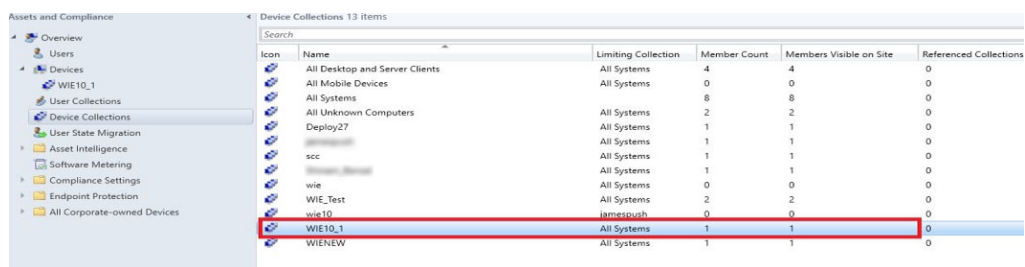 Assets and Compliance
Overview
Users
Devices
WIE10_1
User Collections
Device Collections
User State Migration
Asset Intelligence
Software Metering
Compliance Settings
Endpoint Protection
All Corporate-owned Devices
Device Collections 13 items
Search
Icon Name Limiting Collection Member Count Members Visible on Site Referenced Collections
All Desktop and Server Clients All Systems 4 4 0
All Mobile Devices All Systems 0 0 0
All Systems 8 8 0
All Unknown Computers All Systems 2 2 0
Deploy27 All Systems 1 1 0
All Systems 1 1 0
scc All Systems 1 1 0
All Systems 1 1 0
wie All Systems 0 0 0
WIE_Test All Systems 2 2 0
wie10 jamespush 0 0 0
WIE10_1 All Systems 1 1 0
WIENEW All Systems 1 1 0